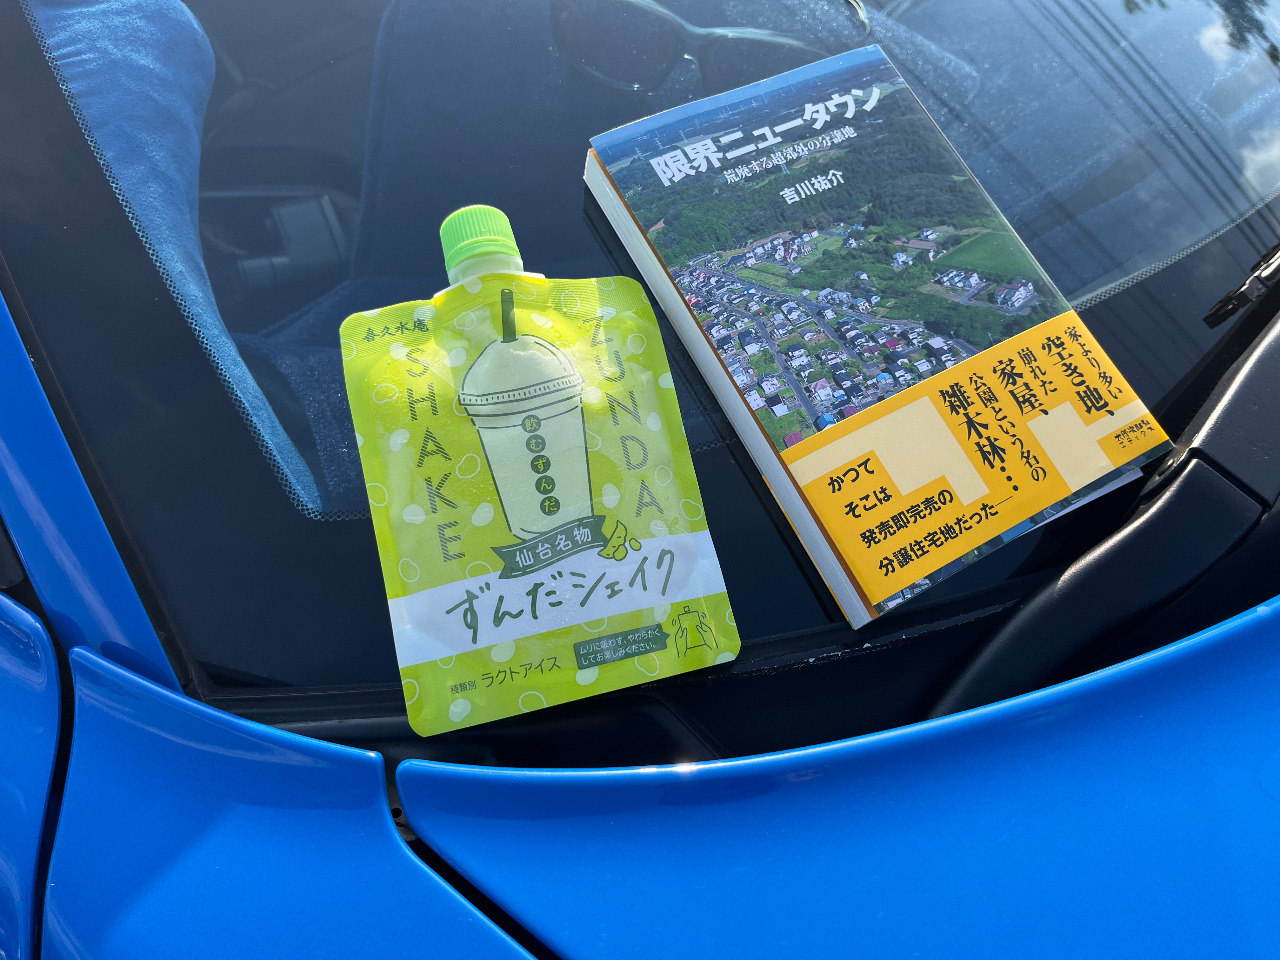 喜久水庵
SHAKE
ZUNDA
飲むずんだ
仙台名物
ずんだシェイク
ムリに吸わず、やわらかく
してお楽しみください。
種類別 ラクトアイス
限界ニュータウン
荒廃する超郊外の分譲地
吉川祐介
家より多い
空き地、
崩れた
家屋、
公園という名の
雑木林…
かつて
そこは
発売即完売の
分譲住宅地だった―